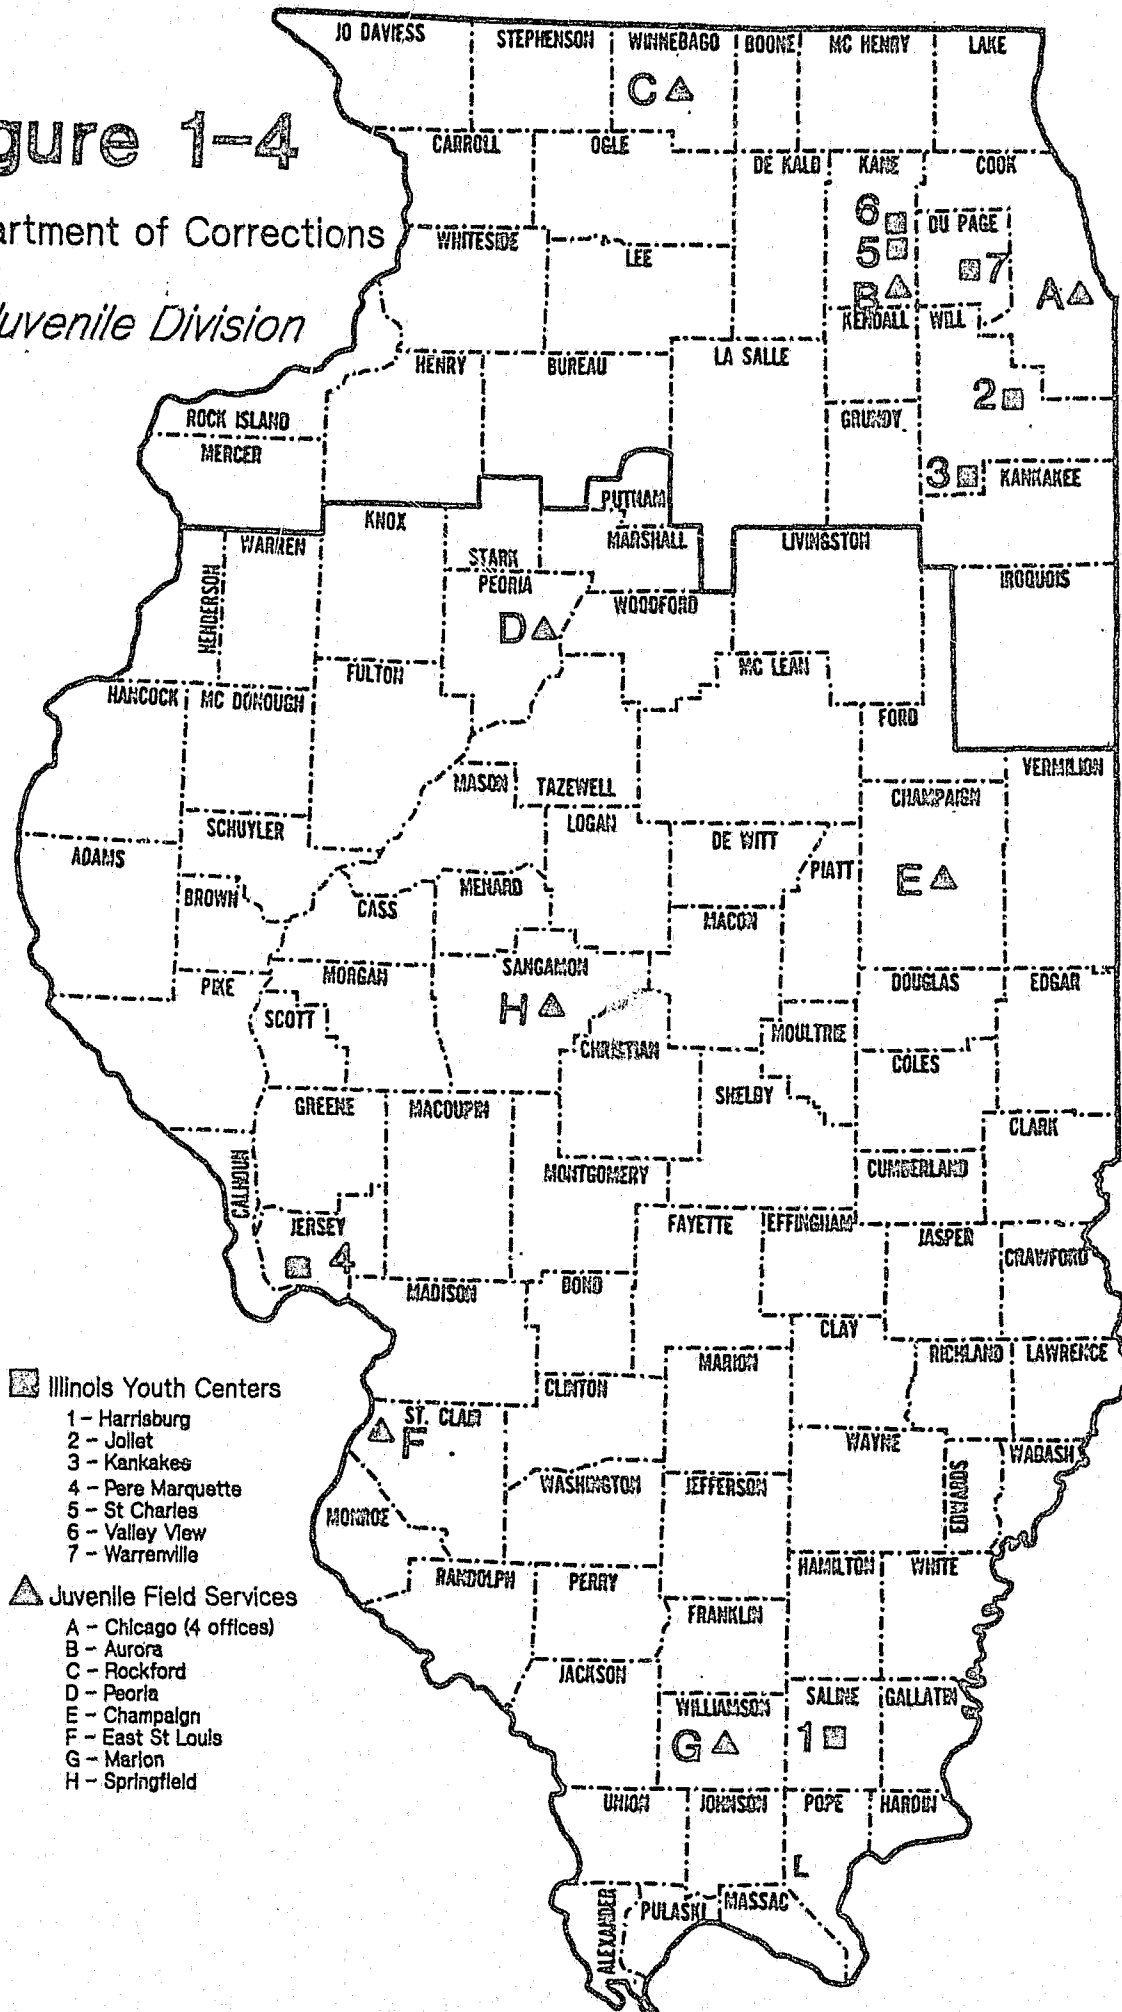 JO DAVIESS
STEPHENSON
WINNEBAGO
BOONE
MC HENRY
LAKE
C
gure 1-4
CARROLL
OGLE
DE KALB
KANE
COOK
artment of Corrections
6
DU PAGE
WHITESIDE
LEE
5
7
Juvenile Division
B
A
KENDALL
WILL
HENRY
BUREAU
LA SALLE
2
ROCK ISLAND
GRUNDY
MERCER
3
KANKAKEE
PUTNAM
KNOX
MARSHALL
LIVINGSTON
WARREN
STARK
IROQUOIS
HENDERSON
PEORIA
WOODFORD
D
MC LEAN
FULTON
HANCOCK
MC DONOUGH
FORD
VERMILION
MASON
TAZEWELL
CHAMPAIGN
SCHUYLER
LOGAN
DE WITT
ADAMS
PIATT
E
BROWN
CASS
MENARD
MACON
SANGAMON
PIKE
MORGAN
DOUGLAS
EDGAR
H
SCOTT
MOULTRIE
CHRISTIAN
COLES
SHELBY
GREENE
MACOUPIN
CLARK
CALHOUN
MONTGOMERY
CUMBERLAND
JERSEY
FAYETTE
EFFINGHAM
JASPER
CRAWFORD
4
MADISON
BOND
CLAY
MARION
RICHLAND
LAWRENCE
CLINTON
ST. CLAIR
F
WAYNE
WABASH
WASHINGTON
JEFFERSON
EDWARDS
MONROE
RANDOLPH
PERRY
HAMILTON
WHITE
FRANKLIN
JACKSON
WILLIAMSON
SALINE
GALLATIN
G
1
UNION
JOHNSON
POPE
HARDIN
L
ALEXANDER
PULASKI
MASSAC
Illinois Youth Centers
1 - Harrisburg
2 - Joliet
3 - Kankakes
4 - Pere Marquette
5 - St Charles
6 - Valley View
7 - Warrenville
Juvenile Field Services
A - Chicago (4 offices)
B - Aurora
C - Rockford
D - Peoria
E - Champaign
F - East St Louis
G - Marion
H - Springfield